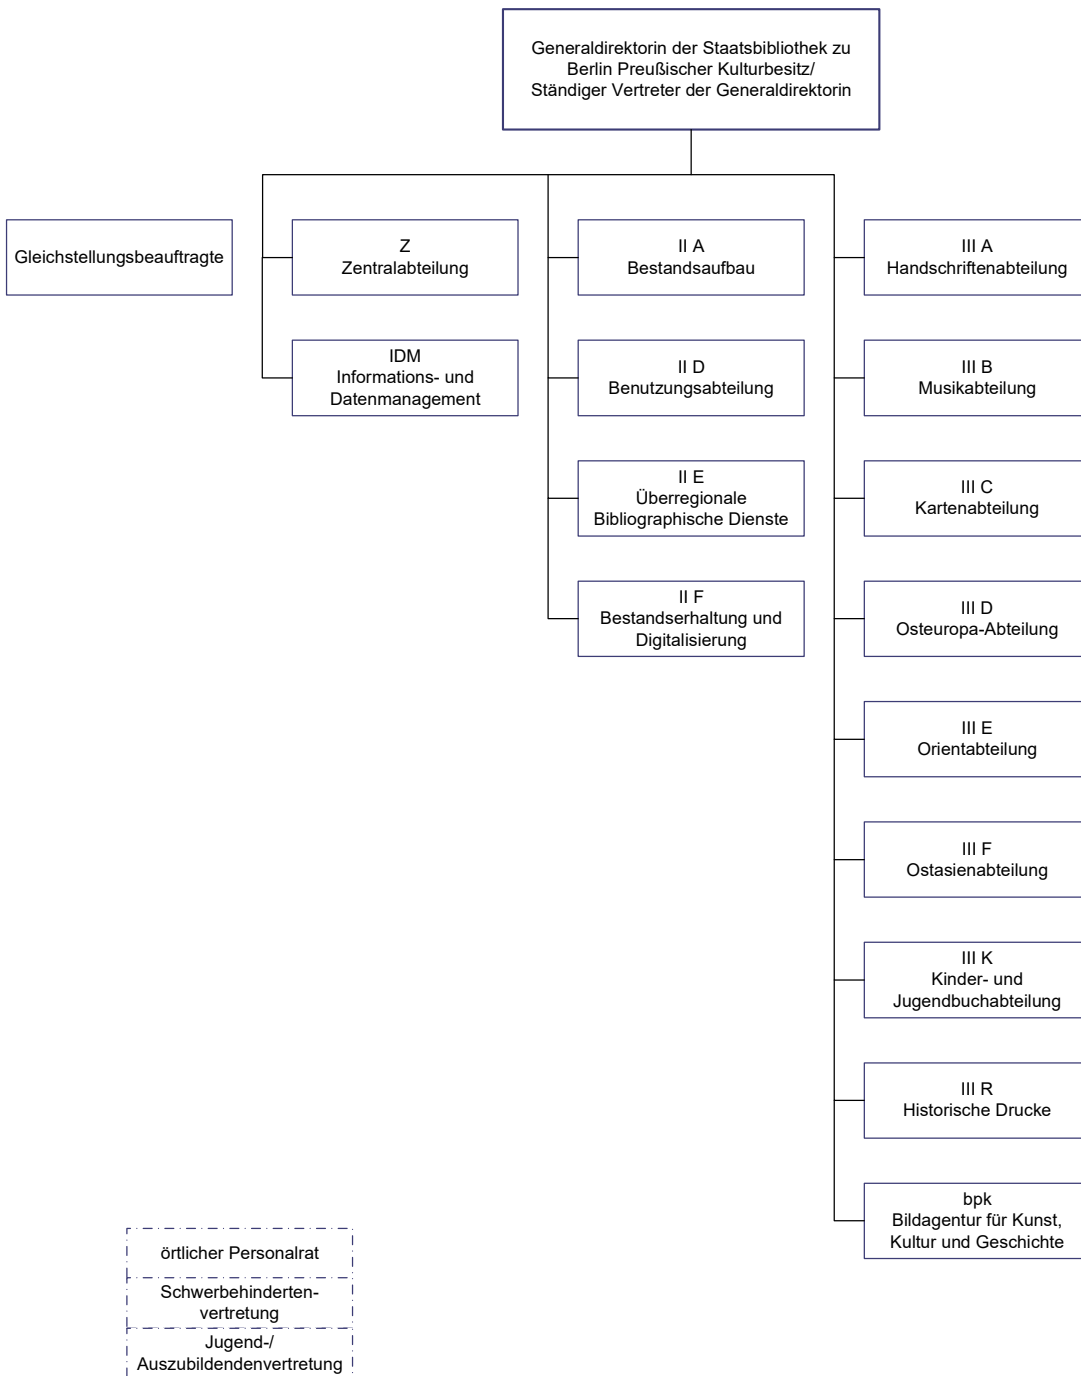 Generaldirektorin der Staatsbibliothek zu
Berlin Preußischer Kulturbesitz/
Ständiger Vertreter der Generaldirektorin
Gleichstellungsbeauftragte
Z
Zentralabteilung
IDM
Informations- und
Datenmanagement
II A
Bestandsaufbau
II D
Benutzungsabteilung
II E
Überregionale
Bibliographische Dienste
II F
Bestandserhaltung und
Digitalisierung
III A
Handschriftenabteilung
III B
Musikabteilung
III C
Kartenabteilung
III D
Osteuropa-Abteilung
III E
Orientabteilung
III F
Ostasienabteilung
III K
Kinder- und
Jugendbuchabteilung
III R
Historische Drucke
bpk
Bildagentur für Kunst,
Kultur und Geschichte
örtlicher Personalrat
Schwerbehinderten-
vertretung
Jugend-/
Auszubildendenvertretung